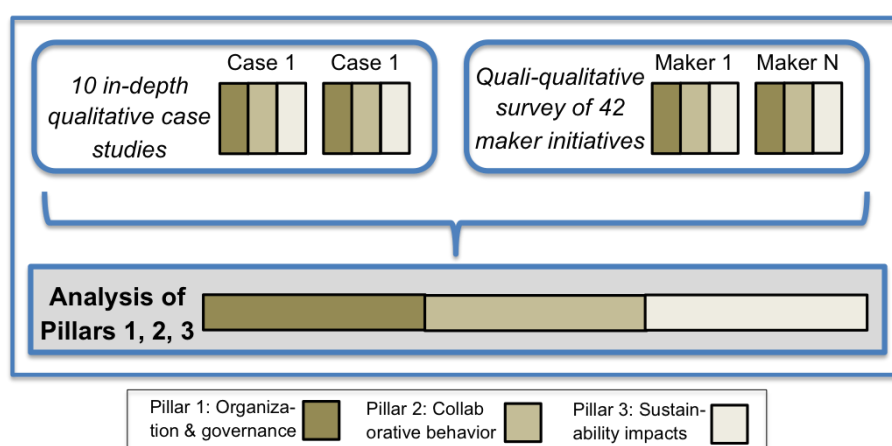 10 in-depth
qualitative case
studies
Case 1
Case 1
Quali-qualitative
survey of 42
maker initiatives
Maker 1
Maker N
Analysis of
Pillars 1, 2, 3
Pillar 1: Organiza-
tion & governance
Pillar 2: Collab
orative behavior
Pillar 3: Sustain-
ability impacts